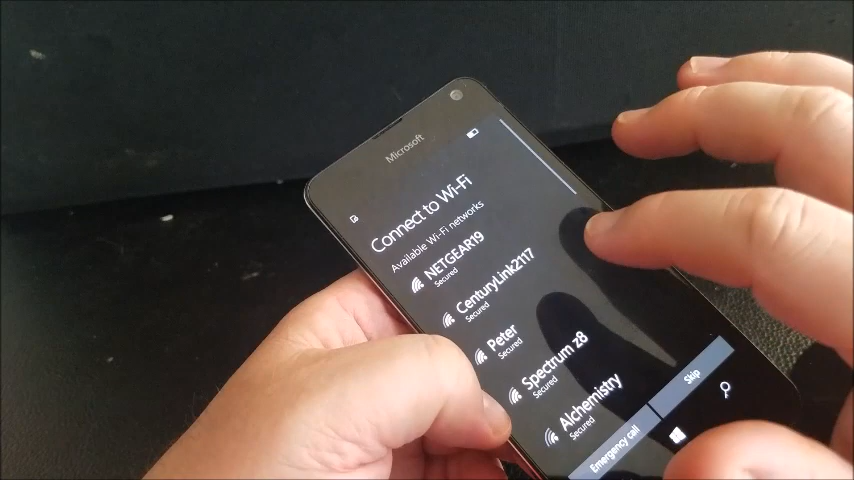 Microsoft
Connect to Wi-Fi
Available Wi-Fi networks
NETGEAR19
Secured
CenturyLink2117
Secured
Peter
Secured
Spectrum z8
Secured
Alchemistry
Secured
Emergency call
Skip